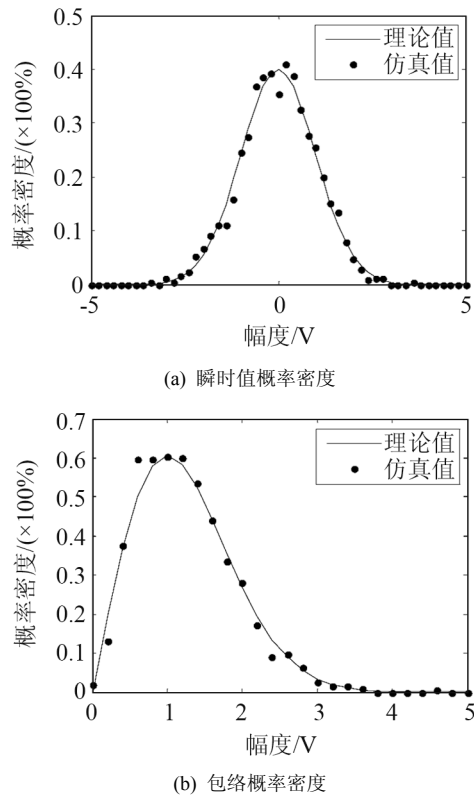 0.5
0.4
0.3
0.2
0.1
0
-5
0
5
概率密度/(×100%)
幅度/V
理论值
仿真值
(a) 瞬时值概率密度
0.7
0.6
0.5
0.4
0.3
0.2
0.1
0
0
1
2
3
4
5
概率密度/(×100%)
幅度/V
理论值
仿真值
(b) 包络概率密度